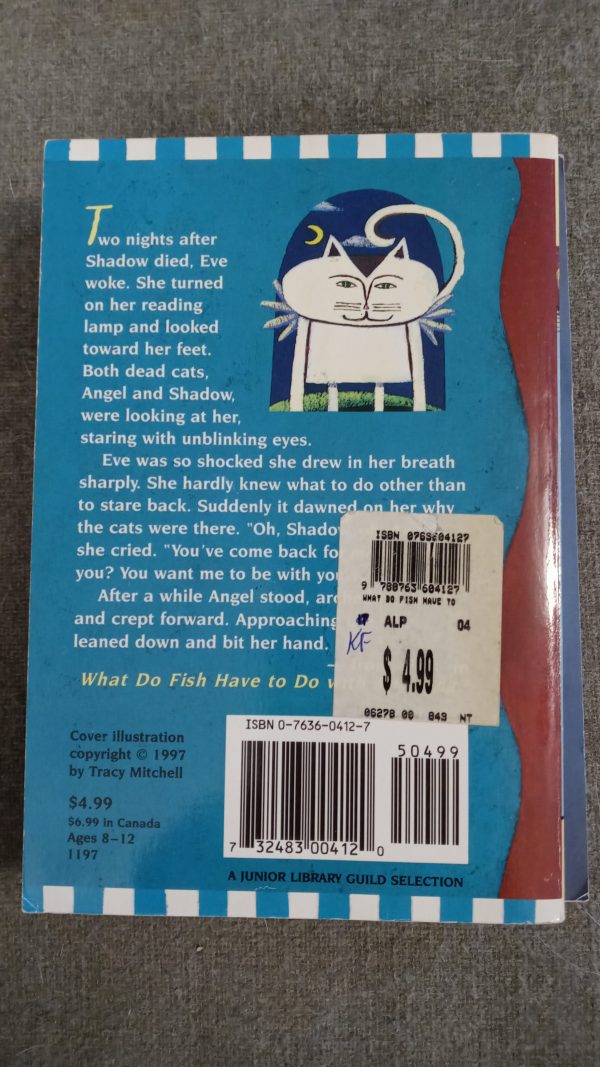 Two nights after
Shadow died, Eve
woke. She turned
on her reading
lamp and looked
toward her feet.
Both dead cats,
Angel and Shadow,
were looking at her,
staring with unblinking eyes.
Eve was so shocked she drew in her breath
sharply. She hardly knew what to do other than
to stare back. Suddenly it dawned on her why
the cats were there. "Oh, Shado
she cried. "You've come back fo
you? You want me to be with yo
After a while Angel stood, arc
and crept forward. Approaching
leaned down and bit her hand.
What Do Fish Have to Do w
ISBN 0763604127
9 780763 604127
WHAT DO FISH HAVE TO
ALP 04
KF
$ 4.99
06278 00 843 NT
Cover illustration
copyright © 1997
by Tracy Mitchell
$4.99
$6.99 in Canada
Ages 8–12
1197
ISBN 0-7636-0412-7
50499
7 32483 00412 0
A JUNIOR LIBRARY GUILD SELECTION